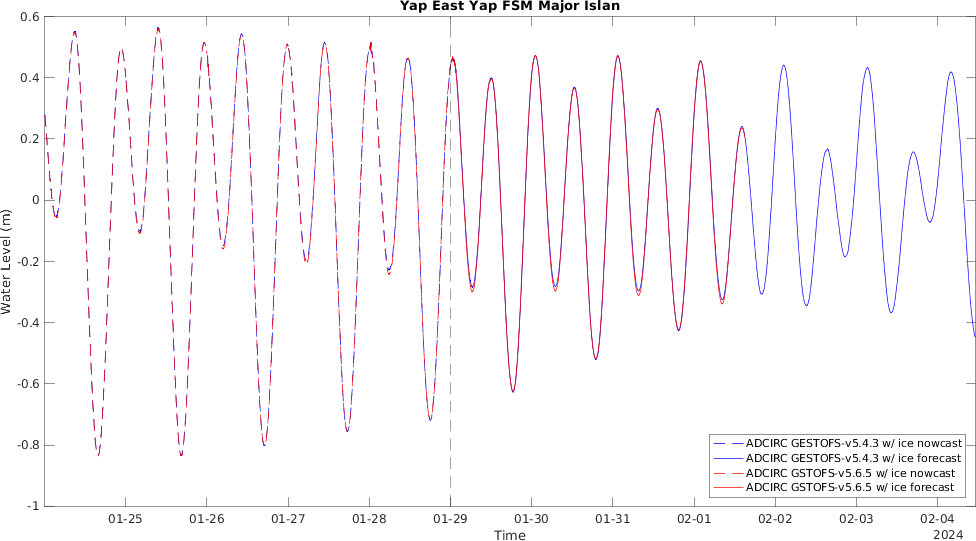 Yap East Yap FSM Major Islan
Water Level (m)
0.6
0.4
0.2
0
-0.2
-0.4
-0.6
-0.8
-1
ADCIRC GESTOFS-v5.4.3 w/ ice nowcast
ADCIRC GESTOFS-v5.4.3 w/ ice forecast
ADCIRC GSTOFS-v5.6.5 w/ ice nowcast
ADCIRC GSTOFS-v5.6.5 w/ ice forecast
01-25 01-26 01-27 01-28 01-29 01-30 01-31 02-01 02-02 02-03 02-04
Time
2024